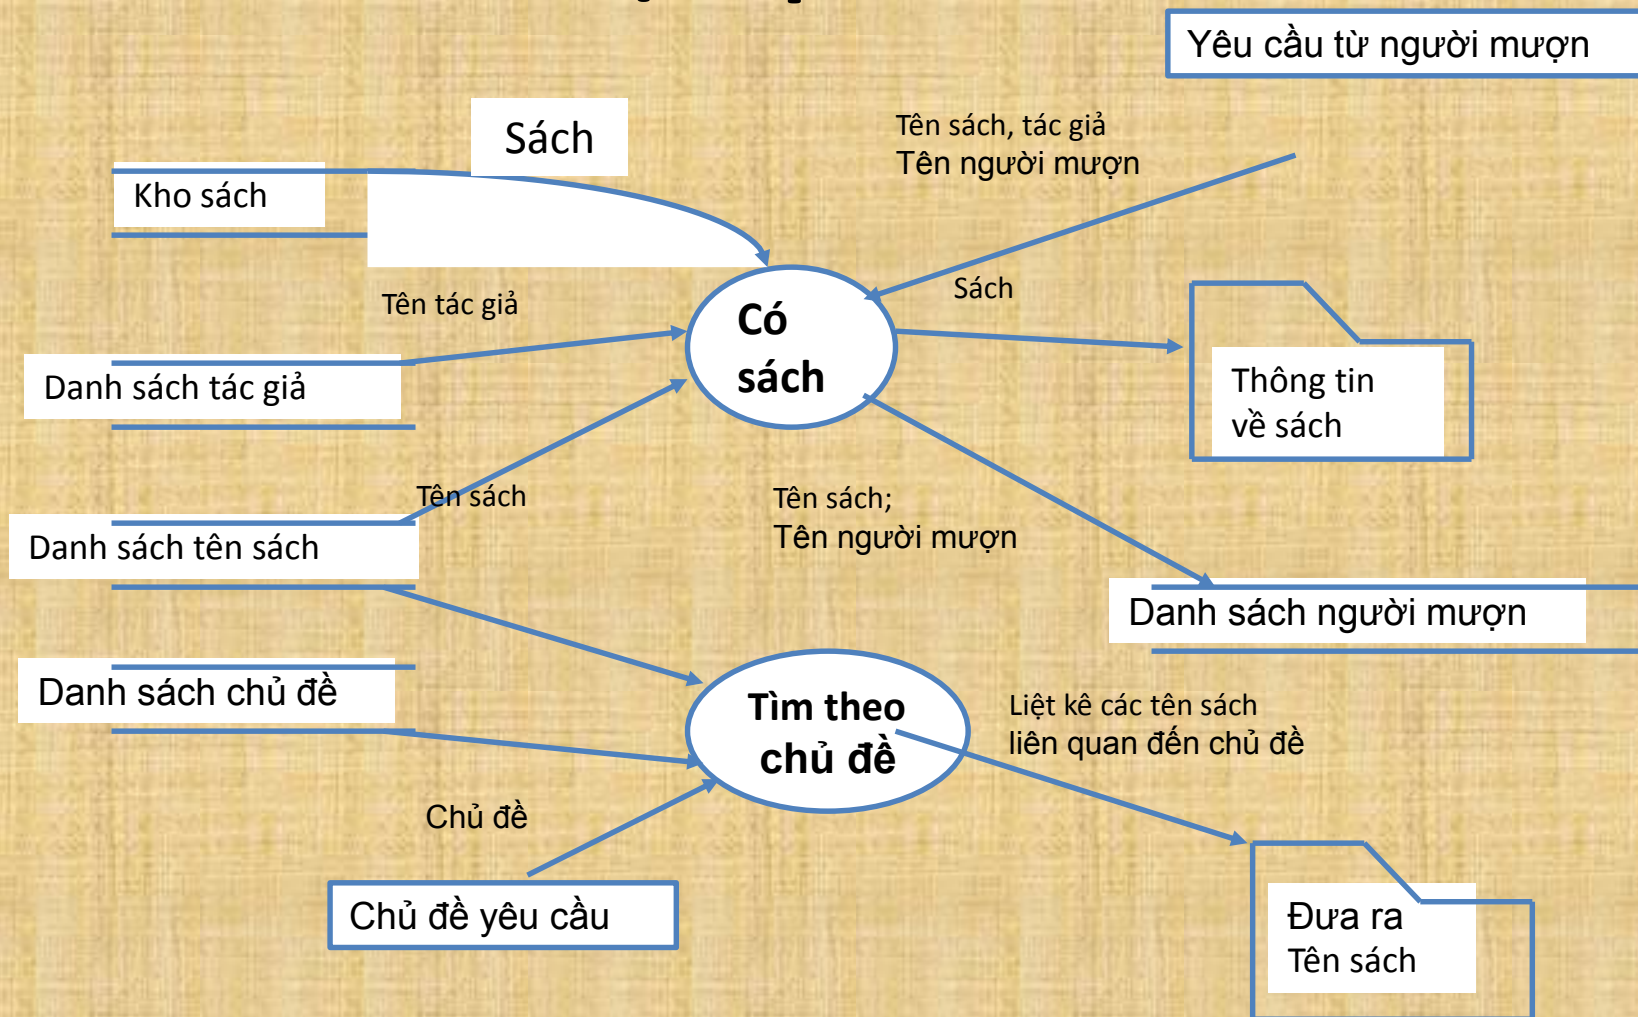 Yêu cầu từ người mượn
Sách
Tên sách, tác giả
Tên người mượn
Kho sách
Tên tác giả
Sách
Có
sách
Danh sách tác giả
Thông tin
về sách
Tên sách
Tên sách;
Tên người mượn
Danh sách tên sách
Danh sách người mượn
Danh sách chủ đề
Tìm theo
chủ đề
Liệt kê các tên sách
liên quan đến chủ đề
Chủ đề
Chủ đề yêu cầu
Đưa ra
Tên sách